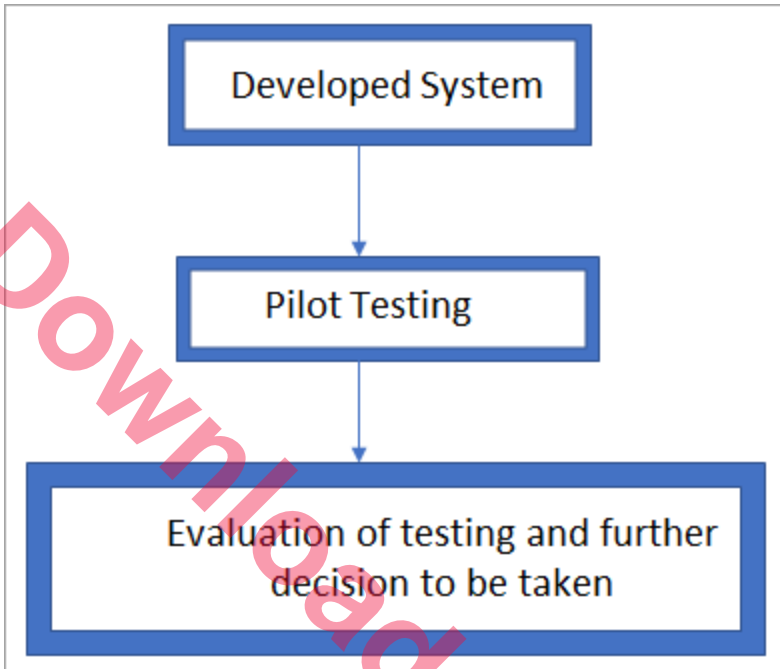 Developed System
Pilot Testing
Evaluation of testing and further
decision to be taken
Download